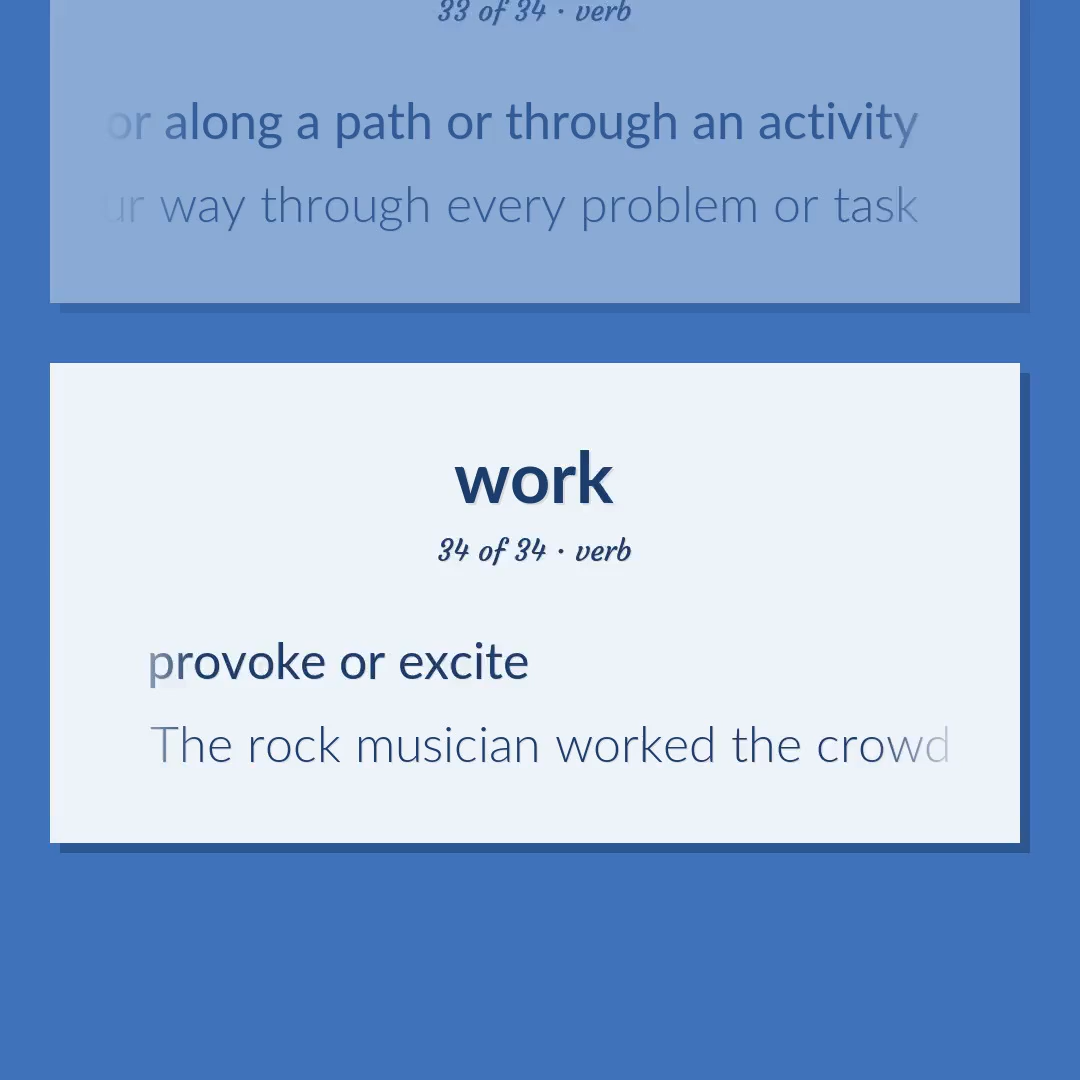 33 of 34 · verb
or along a path or through an activity
way through every problem or task
work
34 of 34 · verb
provoke or excite
The rock musician worked the crowd